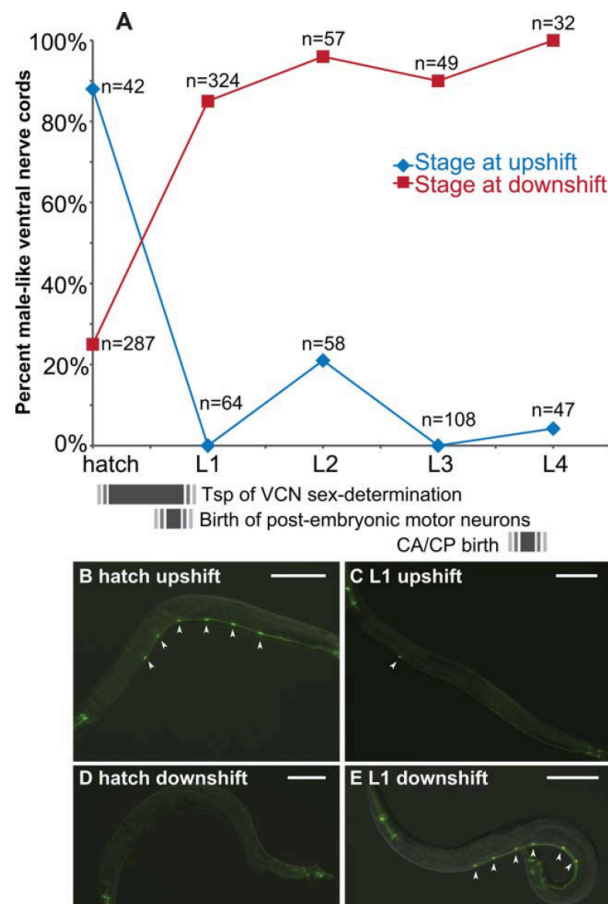 A
100%
80%
60%
40%
20%
0%
Percent male-like ventral nerve cords
n=42
n=324
n=57
n=49
n=32
Stage at upshift
Stage at downshift
n=287
n=64
n=58
n=108
n=47
hatch L1 L2 L3 L4
Tsp of VCN sex-determination
Birth of post-embryonic motor neurons
CA/CP birth
B hatch upshift
C L1 upshift
D hatch downshift
E L1 downshift